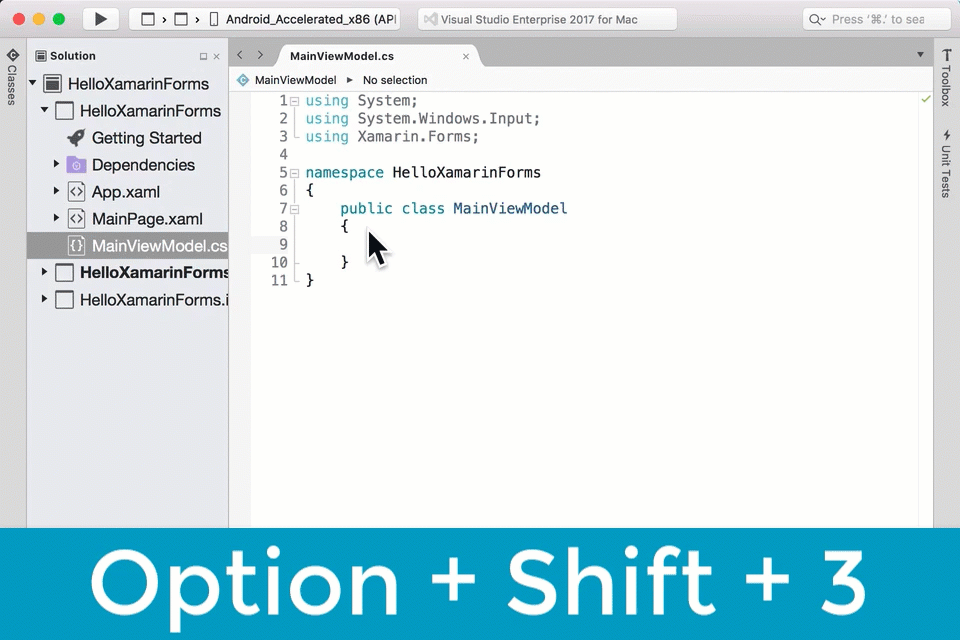 Android_Accelerated_x86 (API
Visual Studio Enterprise 2017 for Mac
Press '⌘.' to sea
Classes
Solution
HelloXamarinForms
HelloXamarinForms
Getting Started
Dependencies
App.xaml
MainPage.xaml
MainViewModel.cs
HelloXamarinForms
HelloXamarinForms.i
MainViewModel.cs
MainViewModel
No selection
1 using System;
2 using System.Windows.Input;
3 using Xamarin.Forms;
4
5 namespace HelloXamarinForms
6 {
7 public class MainViewModel
8 {
9
10 }
11 }
Toolbox
Unit Tests
Option + Shift + 3